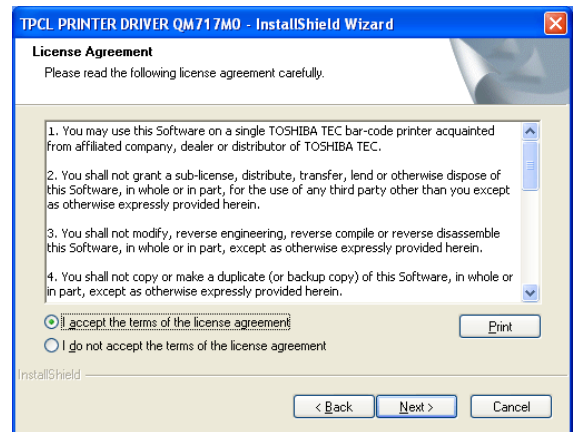 TPCL PRINTER DRIVER QM717M0 - InstallShield Wizard
License Agreement
Please read the following license agreement carefully.
1. You may use this Software on a single TOSHIBA TEC bar-code printer acquainted
from affiliated company, dealer or distributor of TOSHIBA TEC.
2. You shall not grant a sub-license, distribute, transfer, lend or otherwise dispose of
this Software, in whole or in part, for the use of any third party other than you except
as otherwise expressly provided herein.
3. You shall not modify, reverse engineering, reverse compile or reverse disassemble
this Software, in whole or in part, except as otherwise expressly provided herein.
4. You shall not copy or make a duplicate (or backup copy) of this Software, in whole or
in part, except as otherwise expressly provided herein.
I accept the terms of the license agreement
Print
I do not accept the terms of the license agreement
InstallShield
< Back
Next >
Cancel